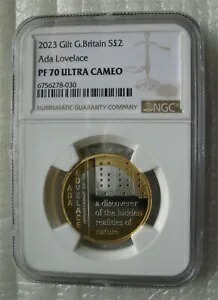 2023 Gilt G.Britain S£2
Ada Lovelace
PF 70 ULTRA CAMEO
6756278-030
NUMISMATIC GUARANTY COMPANY
NGC
ADA
LOVELACE
a discoverer of
the hidden
realities of
nature.